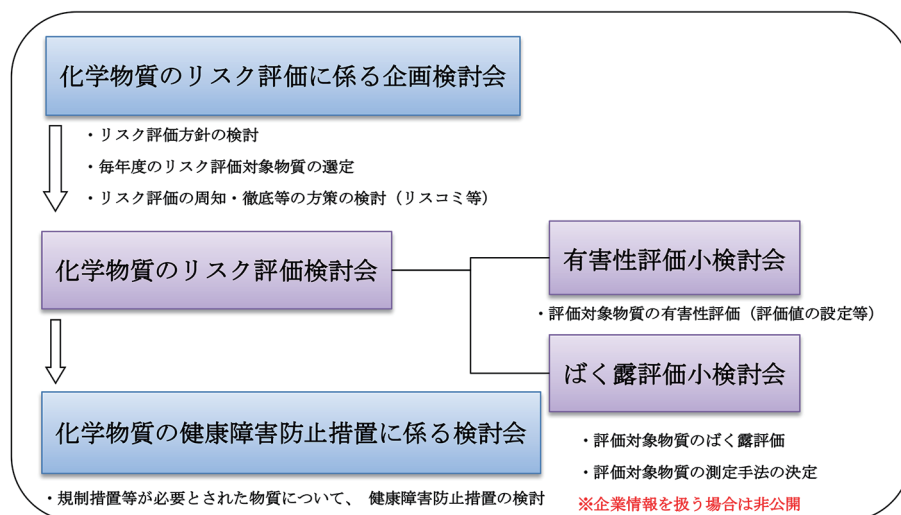 化学物質のリスク評価に係る企画検討会
・リスク評価方針の検討
・毎年度のリスク評価対象物質の選定
・リスク評価の周知・徹底等の方策の検討（リスコミ等）
化学物質のリスク評価検討会
有害性評価小検討会
・評価対象物質の有害性評価（評価値の設定等）
ばく露評価小検討会
・評価対象物質のばく露評価
・評価対象物質の測定手法の決定
※企業情報を扱う場合は非公開
化学物質の健康障害防止措置に係る検討会
・規制措置等が必要とされた物質について、 健康障害防止措置の検討